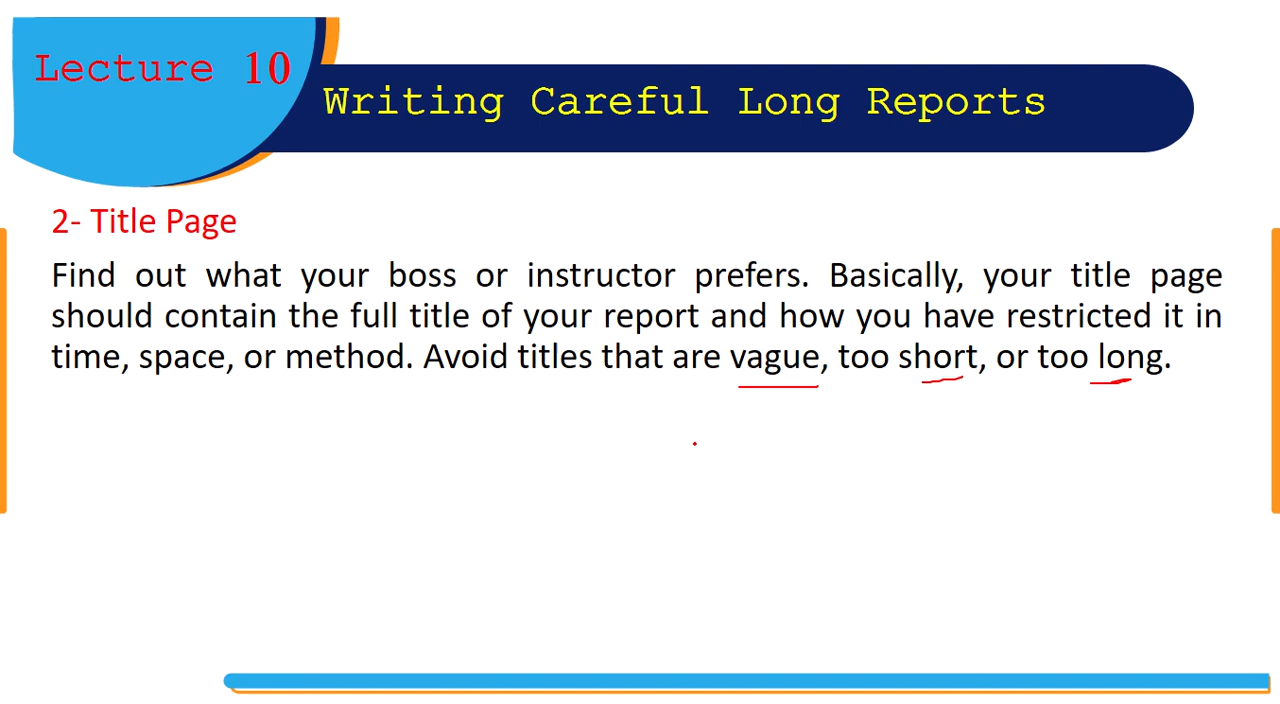 Lecture 10
Writing Careful Long Reports
2- Title Page
Find out what your boss or instructor prefers. Basically, your title page
should contain the full title of your report and how you have restricted it in
time, space, or method. Avoid titles that are vague, too short, or too long.